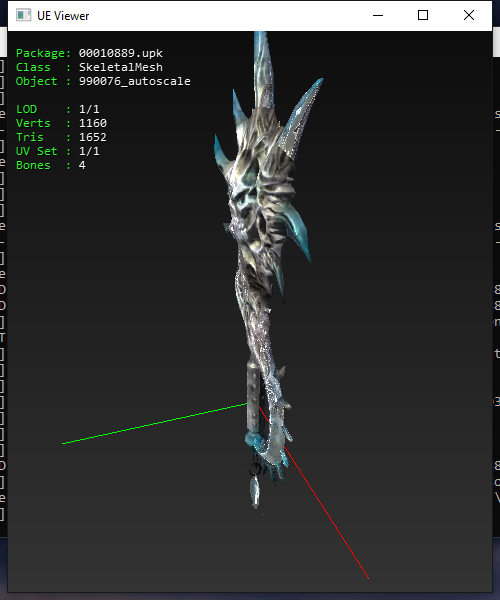 UE Viewer
Package: 00010889.upk
Class : SkeletalMesh
Object : 990076_autoscale
LOD : 1/1
Verts : 1160
Tris : 1652
UV Set : 1/1
Bones : 4